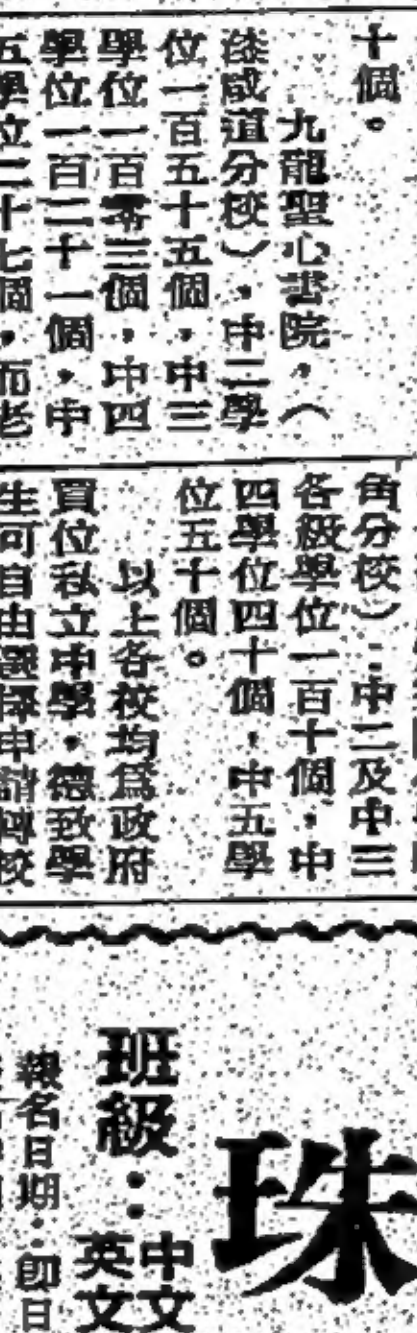 十個。
九龍聖心書院，（
漆咸道分校），中二學
位一百五十五個，中三
學位一百零三個，中四
學位一百二十一個，中
五學位二十七個，而老
角分校）：中二及中三
各級學位一百十個，中
四學位四十個，中五學
位五十個。
以上各校均爲政府
買位私立中學，德致學
生可自由選擇申請轉校
珠
班級：中文
英文
報名日期：卽日